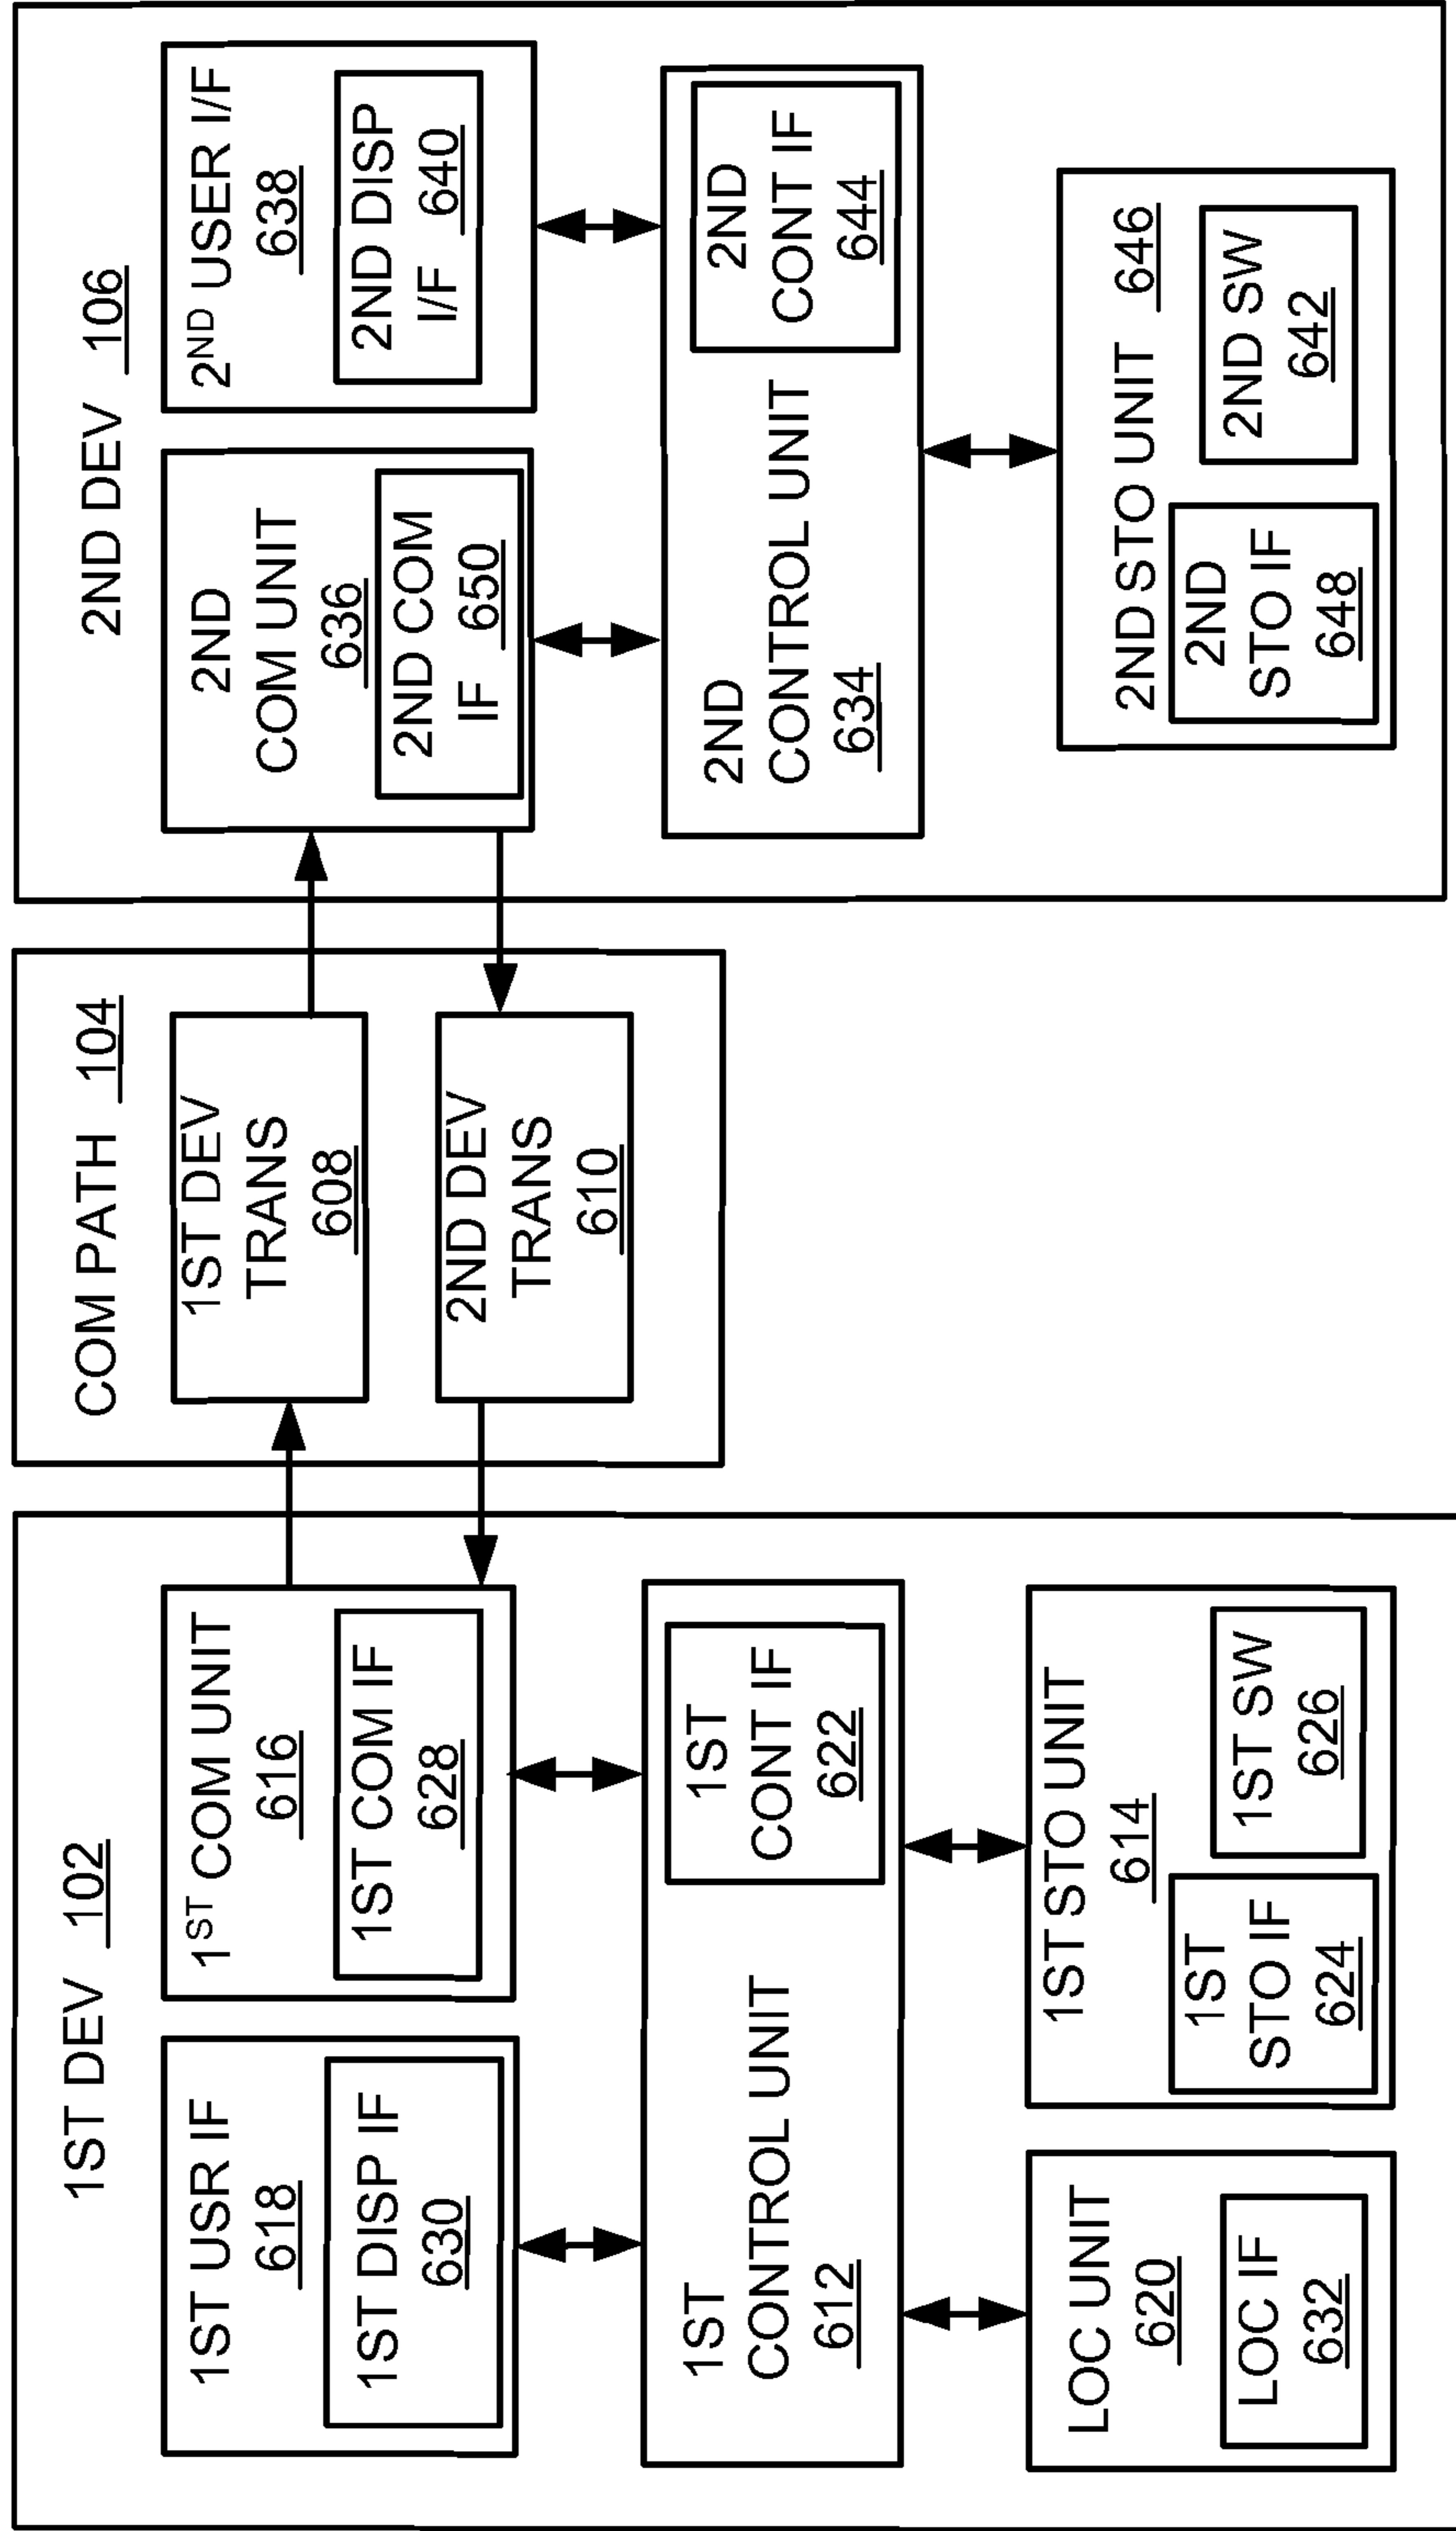 1ST DEV 102
1ST USR IF
618
1ST DISP IF
630
1ST COM UNIT
616
1ST COM IF
628
1ST
CONTROL UNIT
612
1ST
CONT IF
622
LOC UNIT
620
LOC IF
632
1ST STO UNIT
614
1ST
STO IF
624
1ST SW
626
COM PATH 104
1ST DEV
TRANS
608
2ND DEV
TRANS
610
2ND DEV 106
2ND
COM UNIT
636
2ND COM
IF 650
2ND USER I/F
638
2ND DISP
I/F 640
2ND
CONTROL UNIT
634
2ND
CONT IF
644
2ND STO UNIT 646
2ND
STO IF
648
2ND SW
642